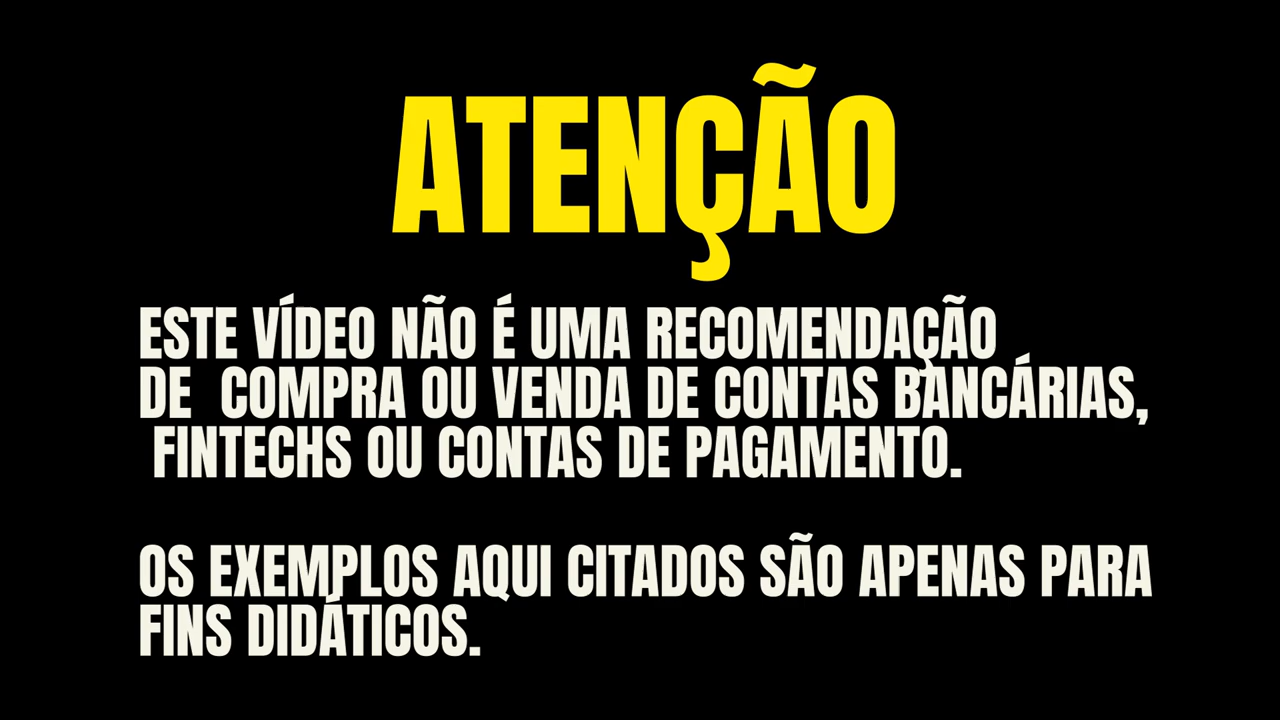 ATENÇÃO
ESTE VÍDEO NÃO É UMA RECOMENDAÇÃO
DE COMPRA OU VENDA DE CONTAS BANCÁRIAS,
FINTECHS OU CONTAS DE PAGAMENTO.
OS EXEMPLOS AQUI CITADOS SÃO APENAS PARA
FINS DIDÁTICOS.